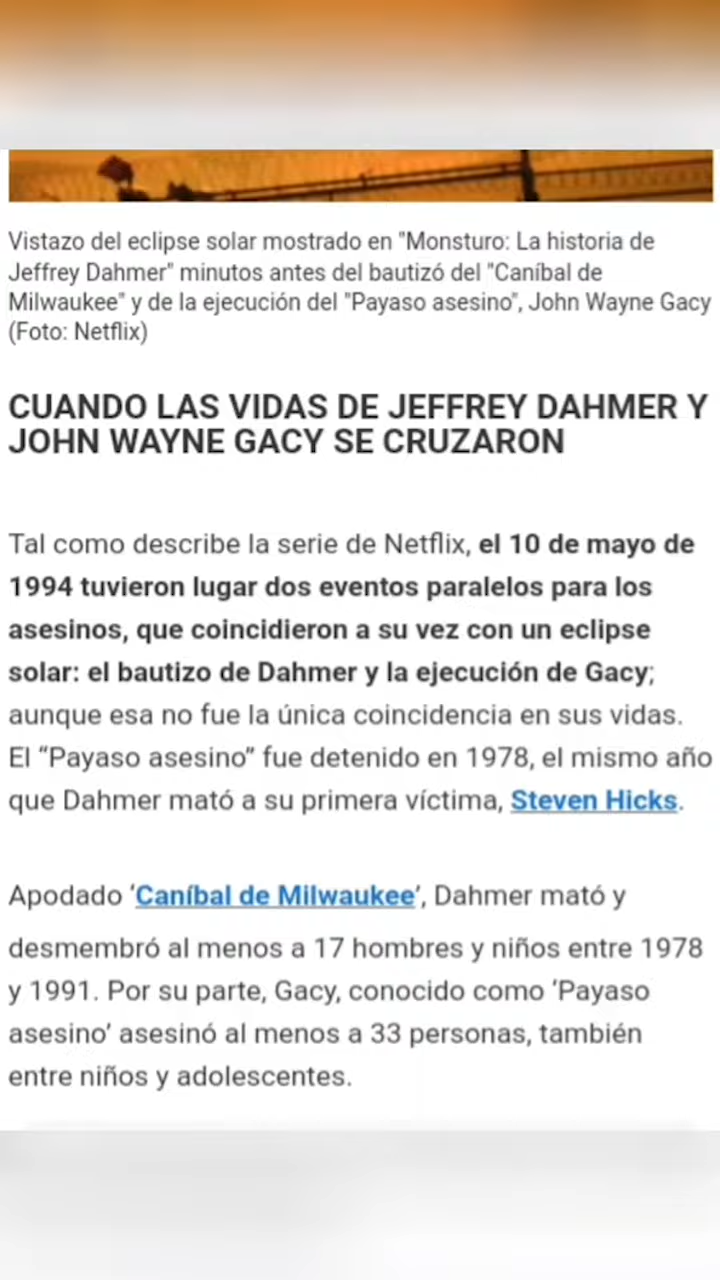 Vistazo del eclipse solar mostrado en "Monsturo: La historia de
Jeffrey Dahmer" minutos antes del bautizó del "Caníbal de
Milwaukee" y de la ejecución del "Payaso asesino", John Wayne Gacy
(Foto: Netflix)
CUANDO LAS VIDAS DE JEFFREY DAHMER Y
JOHN WAYNE GACY SE CRUZARON
Tal como describe la serie de Netflix, el 10 de mayo de
1994 tuvieron lugar dos eventos paralelos para los
asesinos, que coincidieron a su vez con un eclipse
solar: el bautizo de Dahmer y la ejecución de Gacy;
aunque esa no fue la única coincidencia en sus vidas.
El “Payaso asesino” fue detenido en 1978, el mismo año
que Dahmer mató a su primera víctima, Steven Hicks.
Apodado ‘Caníbal de Milwaukee’, Dahmer mató y
desmembró al menos a 17 hombres y niños entre 1978
y 1991. Por su parte, Gacy, conocido como ‘Payaso
asesino’ asesinó al menos a 33 personas, también
entre niños y adolescentes.